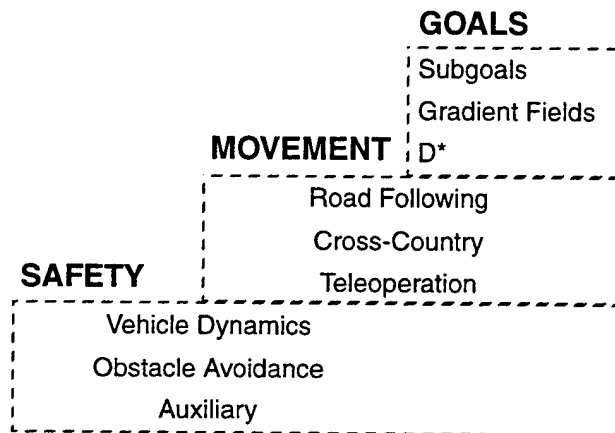 GOALS
Subgoals
Gradient Fields
D*
MOVEMENT
Road Following
Cross-Country
Teleoperation
SAFETY
Vehicle Dynamics
Obstacle Avoidance
Auxiliary